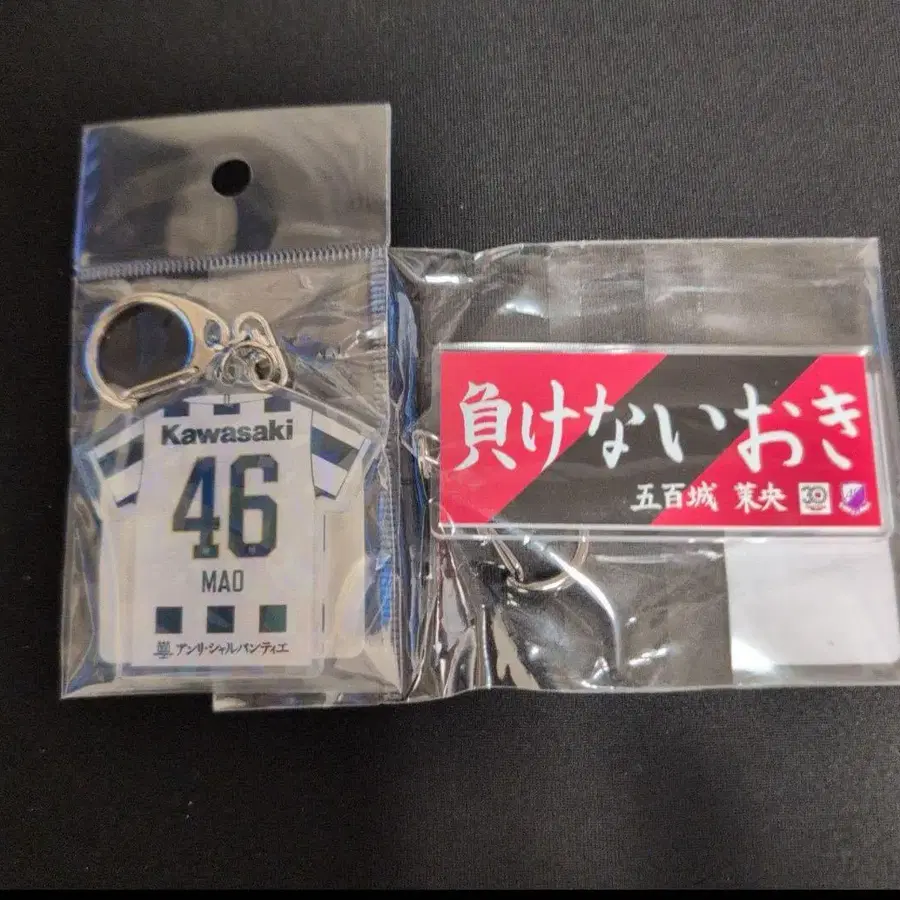 Kawasaki
46
MAO
アンリ・シャルパンティエ
負けないおき
五百城 茉央
30